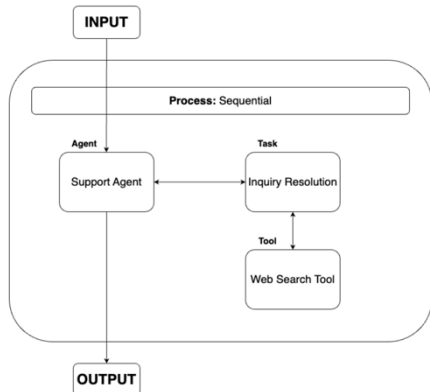 INPUT
Process: Sequential
Agent
Task
Support Agent
Inquiry Resolution
Tool
Web Search Tool
OUTPUT